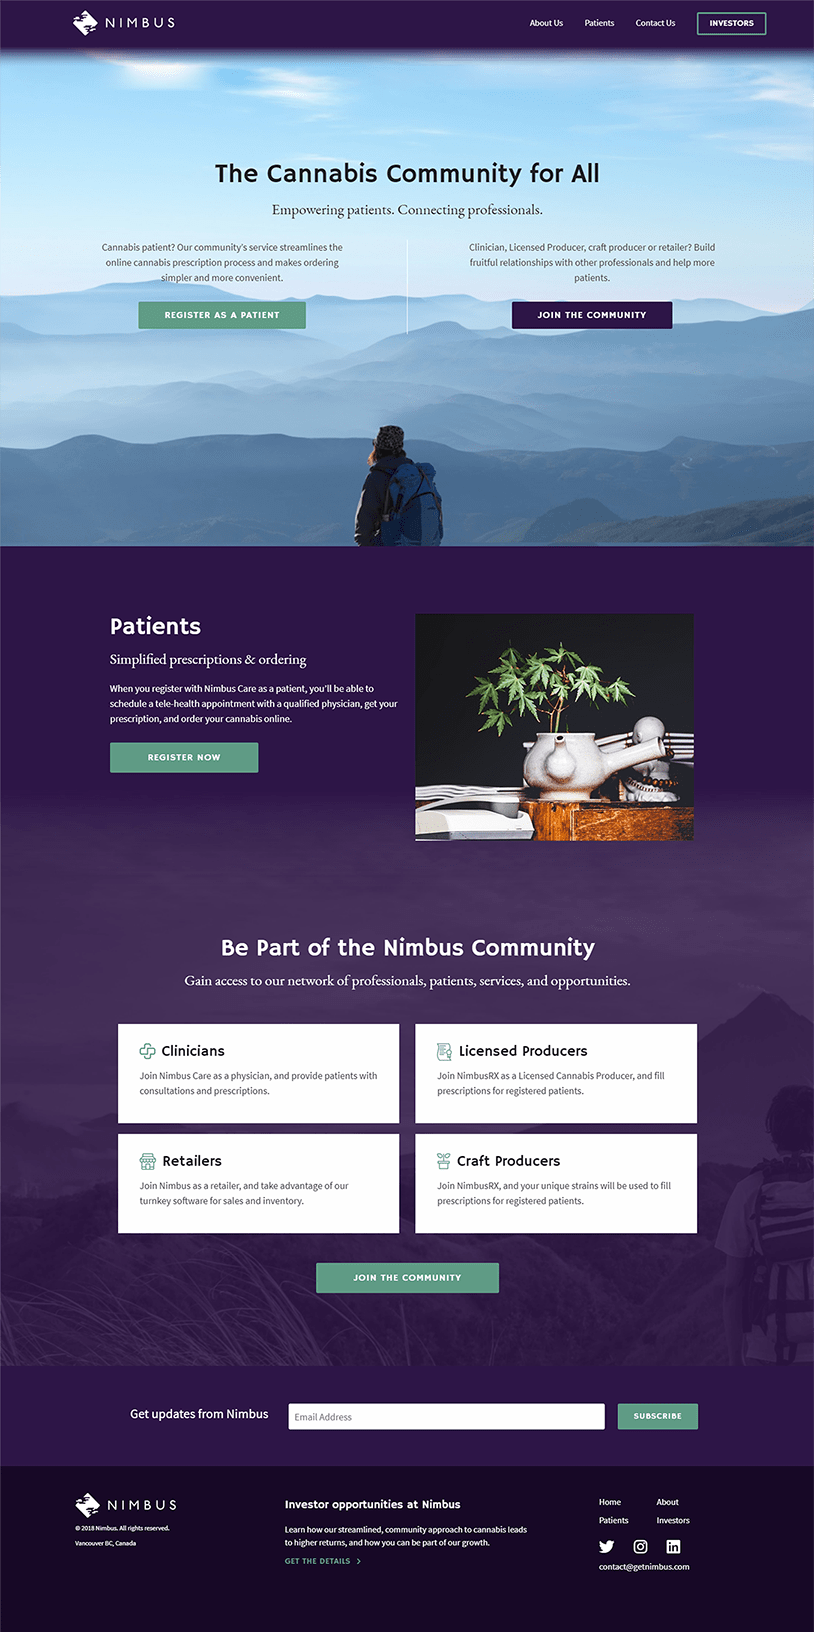 NIMBUS
About Us
Patients
Contact Us
INVESTORS
The Cannabis Community for All
Empowering patients. Connecting professionals.
Cannabis patient? Our community's service streamlines the
online cannabis prescription process and makes ordering
simpler and more convenient.
REGISTER AS A PATIENT
Clinician, Licensed Producer, craft producer or retailer? Build
fruitful relationships with other professionals and help more
patients.
JOIN THE COMMUNITY
Patients
Simplified prescriptions & ordering
When you register with Nimbus Care as a patient, you'll be able to
schedule a tele-health appointment with a qualified physician, get your
prescription, and order your cannabis online.
REGISTER NOW
Be Part of the Nimbus Community
Gain access to our network of professionals, patients, services, and opportunities.
Clinicians
Join Nimbus Care as a physician, and provide patients with
consultations and prescriptions.
Licensed Producers
Join NimbusRX as a Licensed Cannabis Producer, and fill
prescriptions for registered patients.
Retailers
Join Nimbus as a retailer, and take advantage of our
turnkey software for sales and inventory.
Craft Producers
Join NimbusRX, and your unique strains will be used to fill
prescriptions for registered patients.
JOIN THE COMMUNITY
Get updates from Nimbus
Email Address
SUBSCRIBE
NIMBUS
© 2018 Nimbus. All rights reserved.
Vancouver BC, Canada
Investor opportunities at Nimbus
Learn how our streamlined, community approach to cannabis leads
to higher returns, and how you can be part of our growth.
GET THE DETAILS >
Home
About
Patients
Investors
contact@getnimbus.com